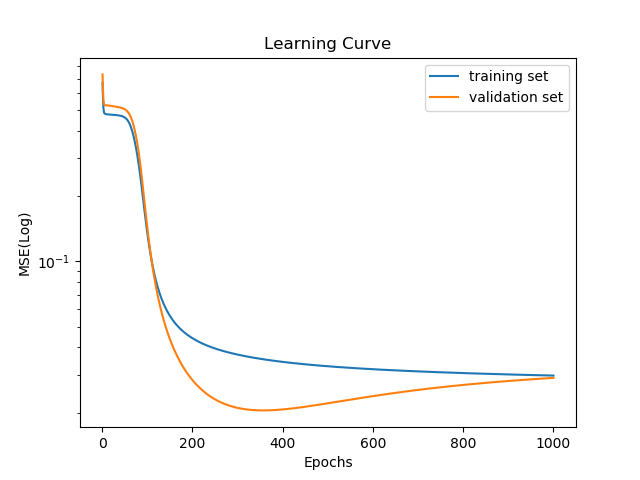 Learning Curve
training set
validation set
MSE(Log)
10⁻¹
0 200 400 600 800 1000
Epochs